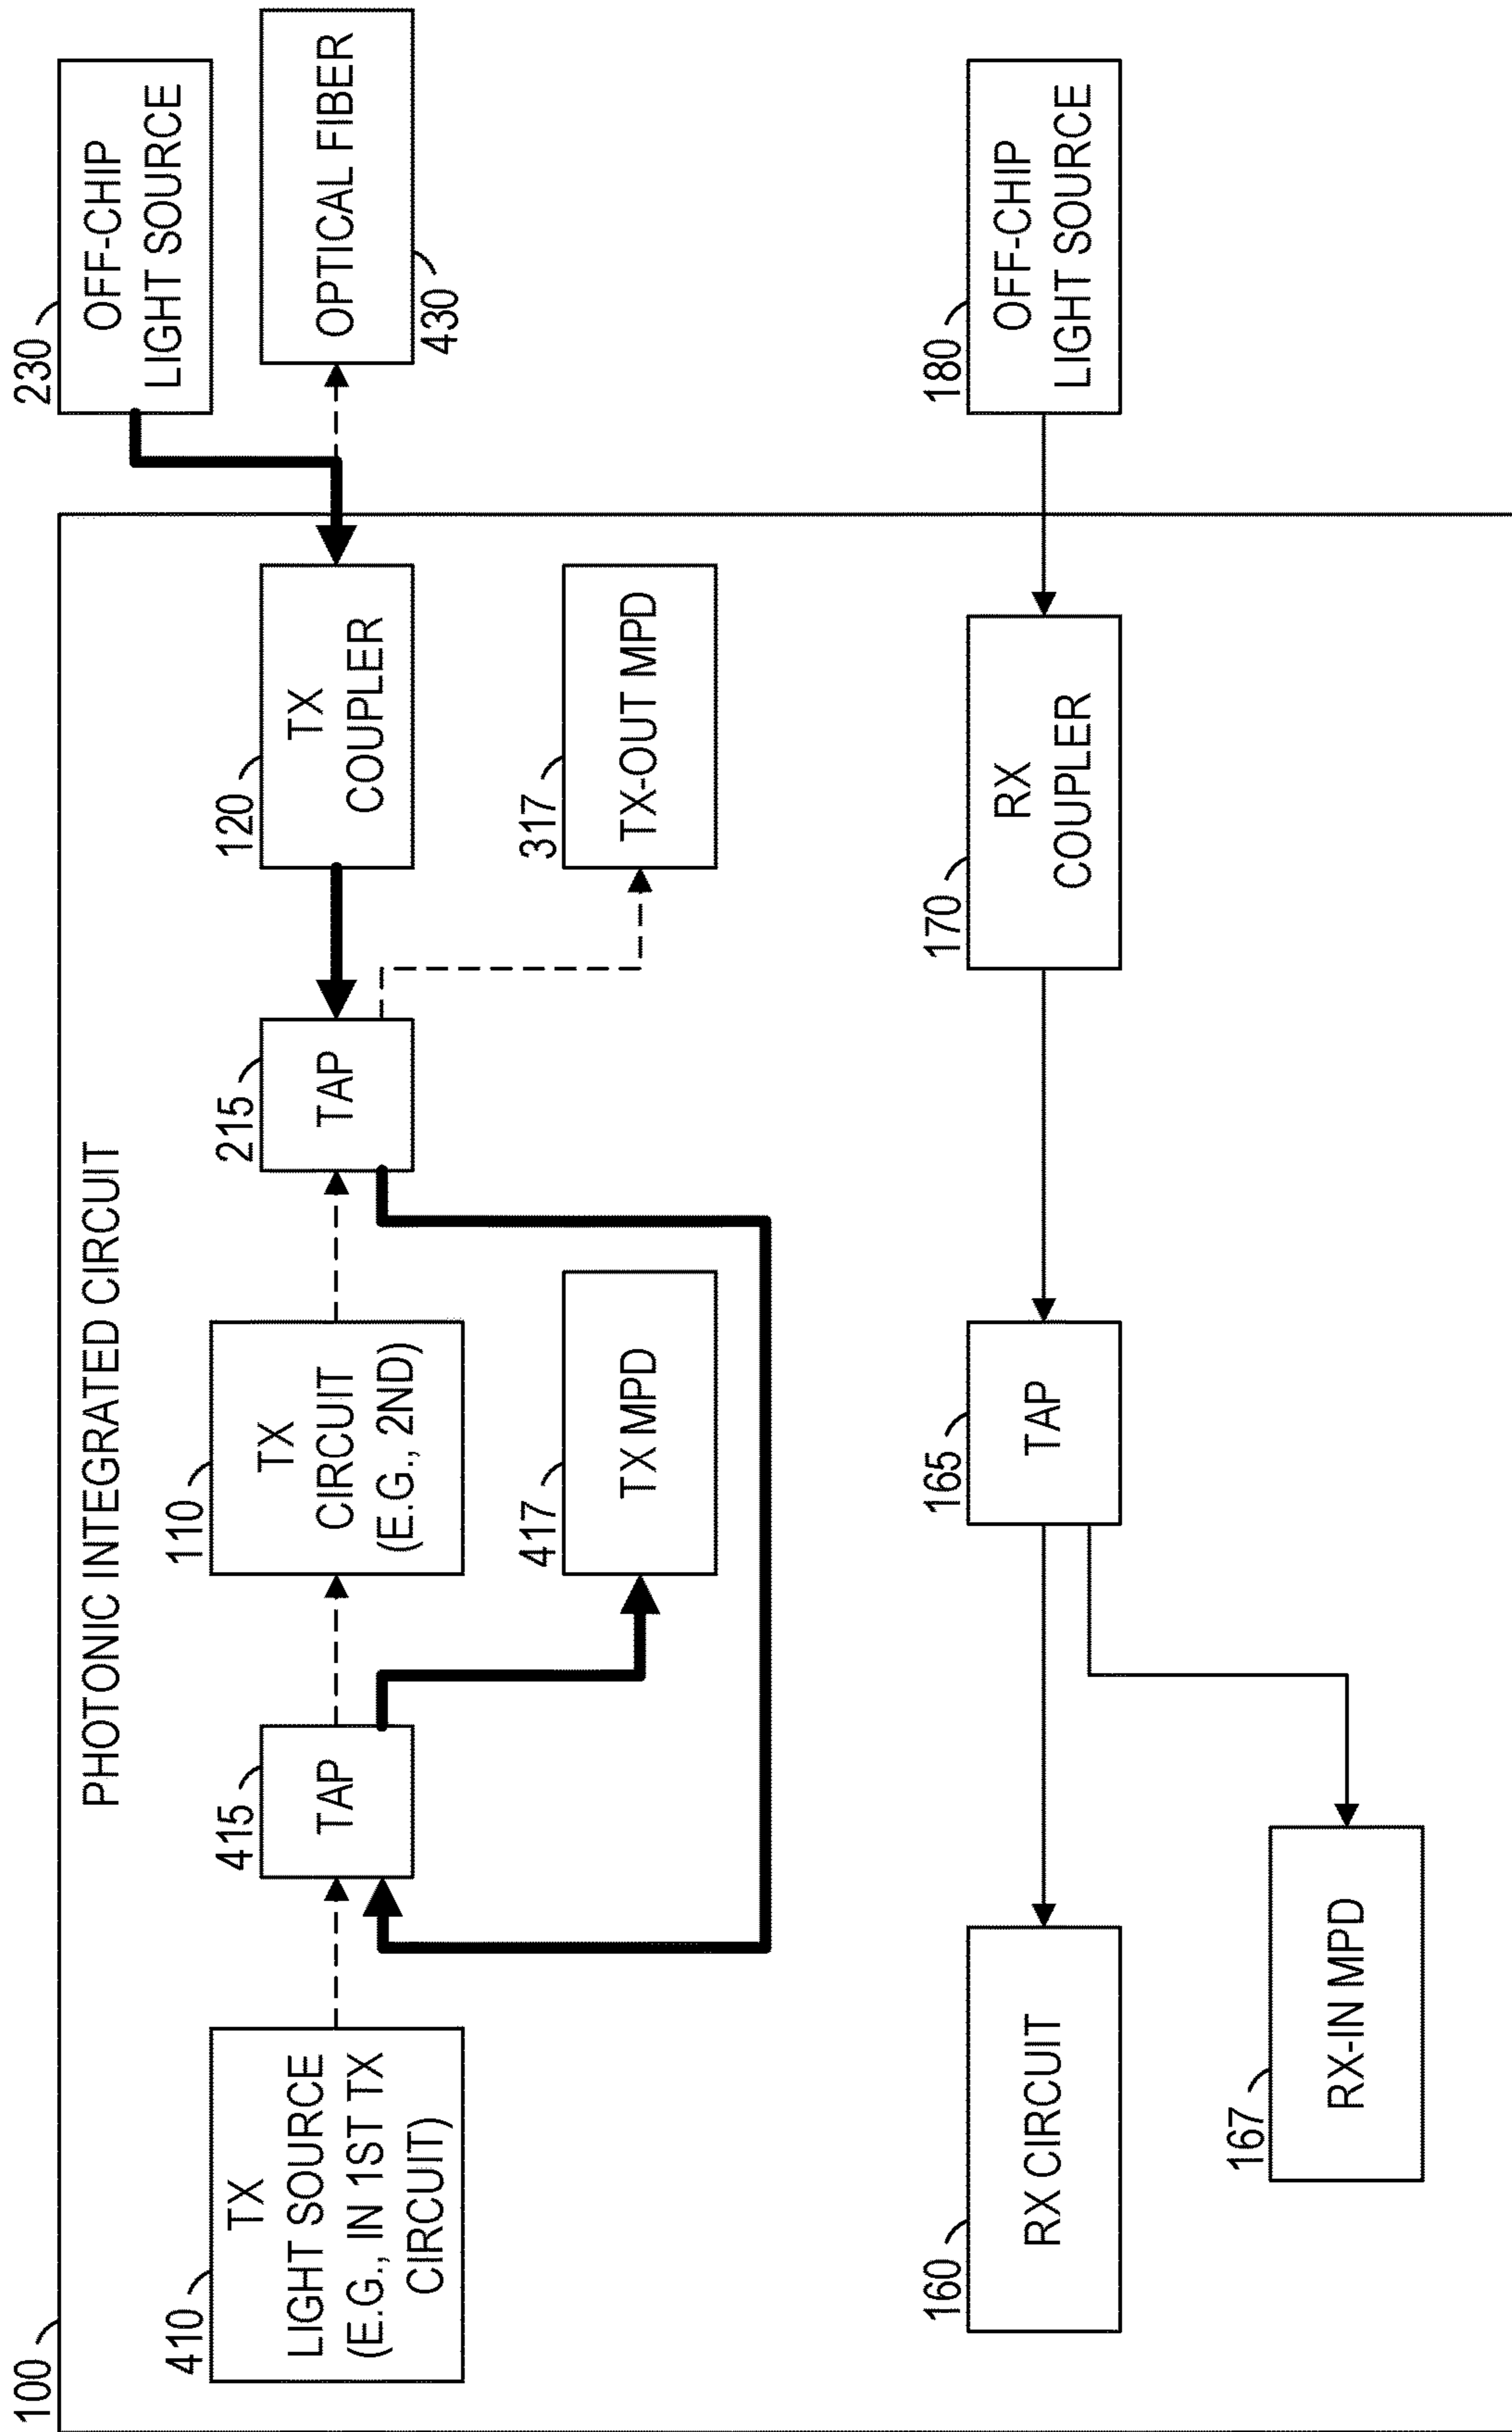 100
PHOTONIC INTEGRATED CIRCUIT
410
TX
LIGHT SOURCE
(E.G., IN 1ST TX
CIRCUIT)
415
TAP
110
TX
CIRCUIT
(E.G., 2ND)
215
TAP
120
TX
COUPLER
230
OFF-CHIP
LIGHT SOURCE
OPTICAL FIBER
430
417
TX MPD
317
TX-OUT MPD
160
RX CIRCUIT
165
TAP
170
RX
COUPLER
180
OFF-CHIP
LIGHT SOURCE
167
RX-IN MPD